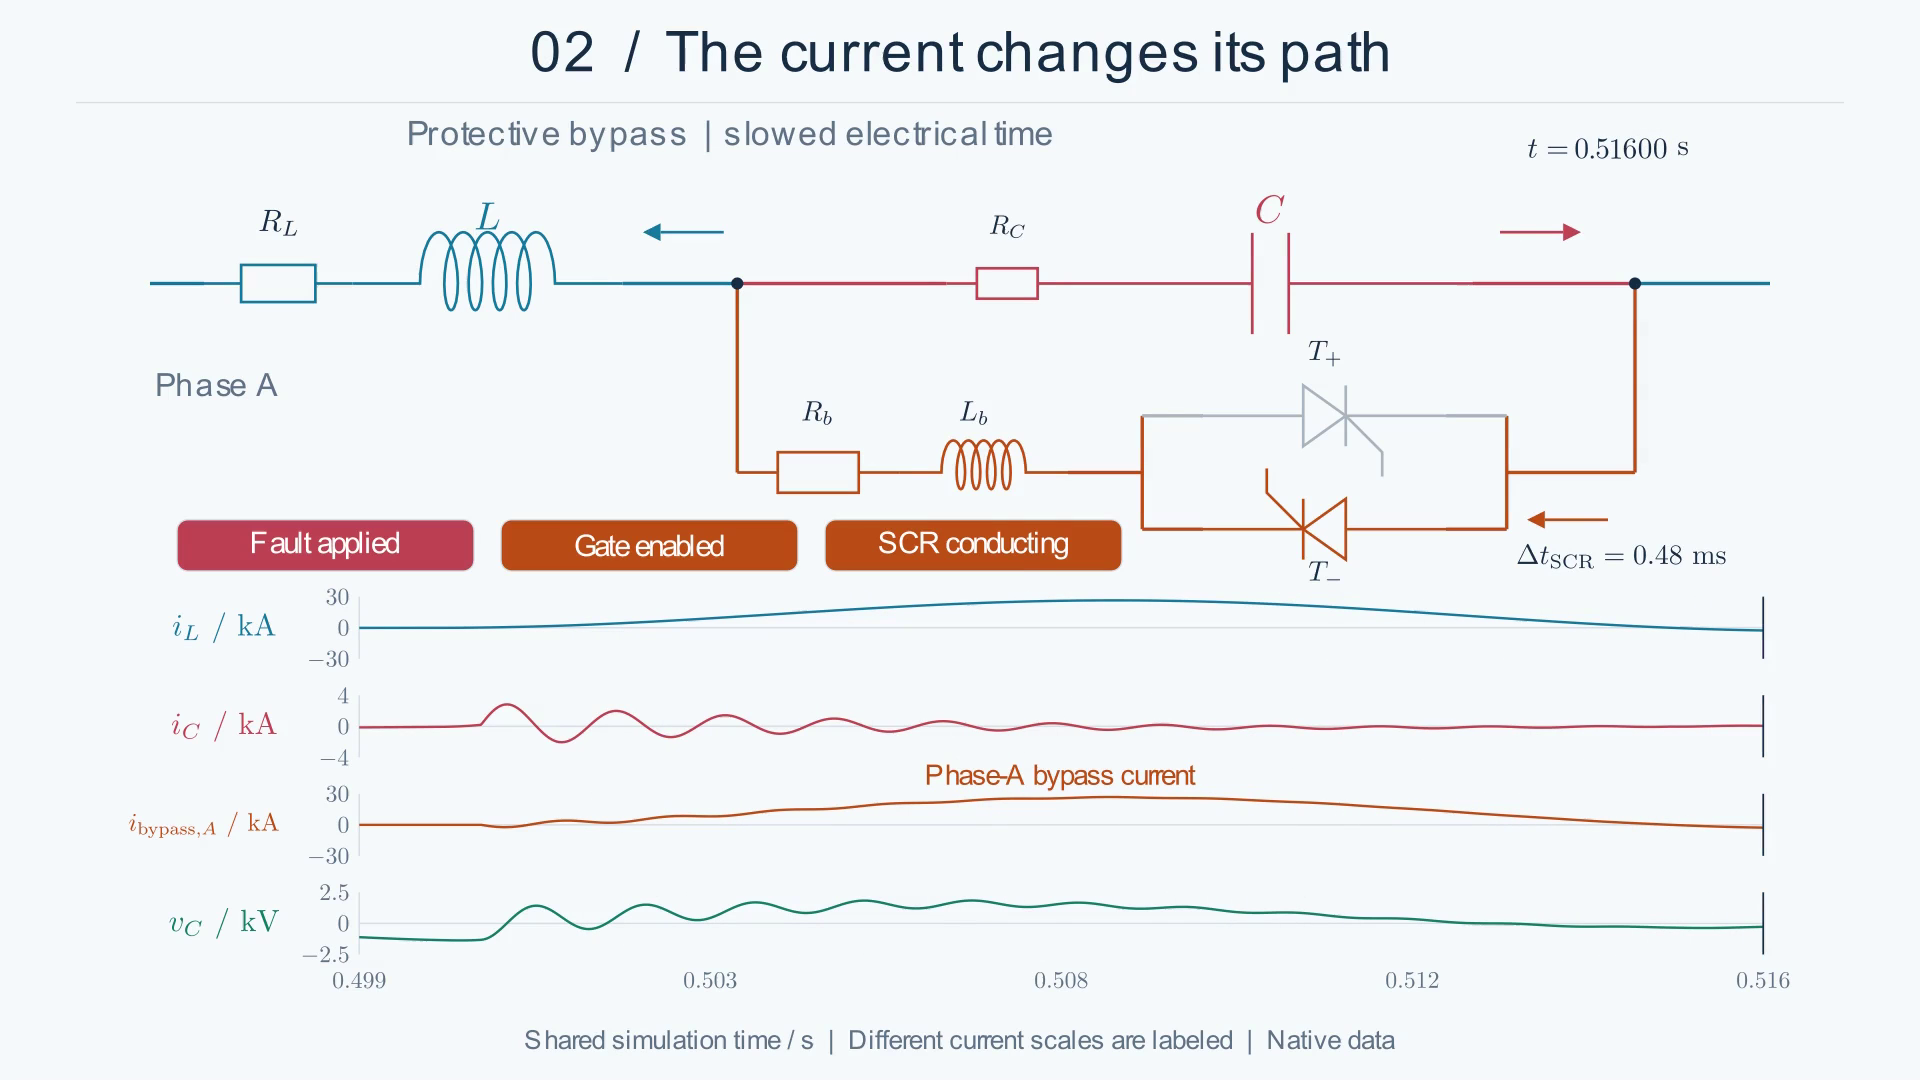 02 / The current changes its path
Protective bypass | slowed electrical time
t = 0.51600 s
R_L
L
R_C
C
T_+
Phase A
R_b
L_b
Fault applied
Gate enabled
SCR conducting
T_−
Δt_SCR = 0.48 ms
i_L / kA
30
0
−30
i_C / kA
4
0
−4
Phase-A bypass current
i_bypass,A / kA
30
0
−30
v_C / kV
2.5
0
−2.5
0.499 0.503 0.508 0.512 0.516
Shared simulation time / s | Different current scales are labeled | Native data